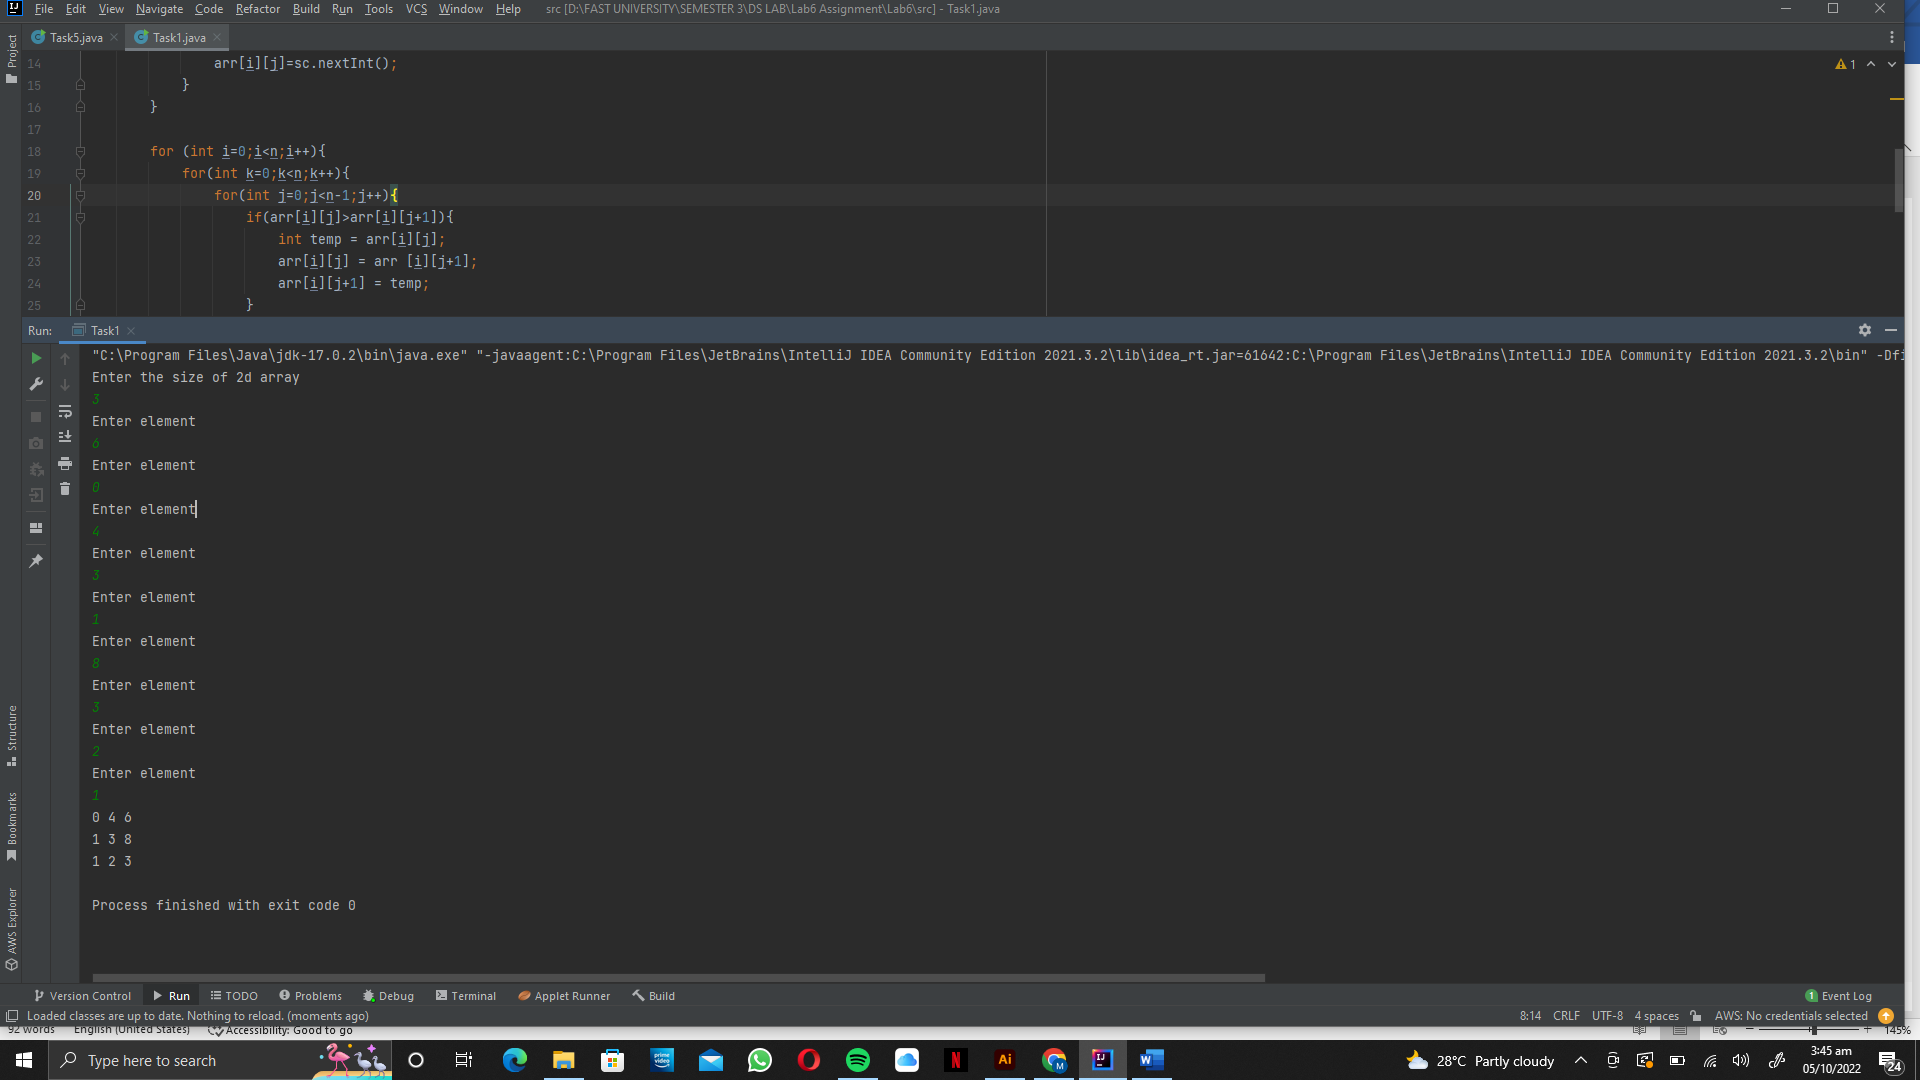 File Edit View Navigate Code Refactor Build Run Tools VCS Window Help src [D:\FAST UNIVERSITY\SEMESTER 3\DS LAB\Lab6 Assignment\Lab6\src] - Task1.java
Task5.java Task1.java
Project
14 arr[i][j]=sc.nextInt();
15 }
16 }
17
18 for (int i=0;i<n;i++){
19 for(int k=0;k<n;k++){
20 for(int j=0;j<n-1;j++){
21 if(arr[i][j]>arr[i][j+1]){
22 int temp = arr[i][j];
23 arr[i][j] = arr [i][j+1];
24 arr[i][j+1] = temp;
25 }
1
Run: Task1
"C:\Program Files\Java\jdk-17.0.2\bin\java.exe" "-javaagent:C:\Program Files\JetBrains\IntelliJ IDEA Community Edition 2021.3.2\lib\idea_rt.jar=61642:C:\Program Files\JetBrains\IntelliJ IDEA Community Edition 2021.3.2\bin" -Dfi
Enter the size of 2d array
3
Enter element
6
Enter element
0
Enter element
4
Enter element
3
Enter element
1
Enter element
8
Enter element
3
Enter element
2
Enter element
1
0 4 6
1 3 8
1 2 3
Process finished with exit code 0
Structure
Bookmarks
AWS Explorer
Version Control Run TODO Problems Debug Terminal Applet Runner Build 1 Event Log
Loaded classes are up to date. Nothing to reload. (moments ago) 8:14 CRLF UTF-8 4 spaces AWS: No credentials selected
92 words English (United States) Accessibility: Good to go 145%
Type here to search prime video Ai M IJ W 28°C Partly cloudy 3:45 am
05/10/2022 24